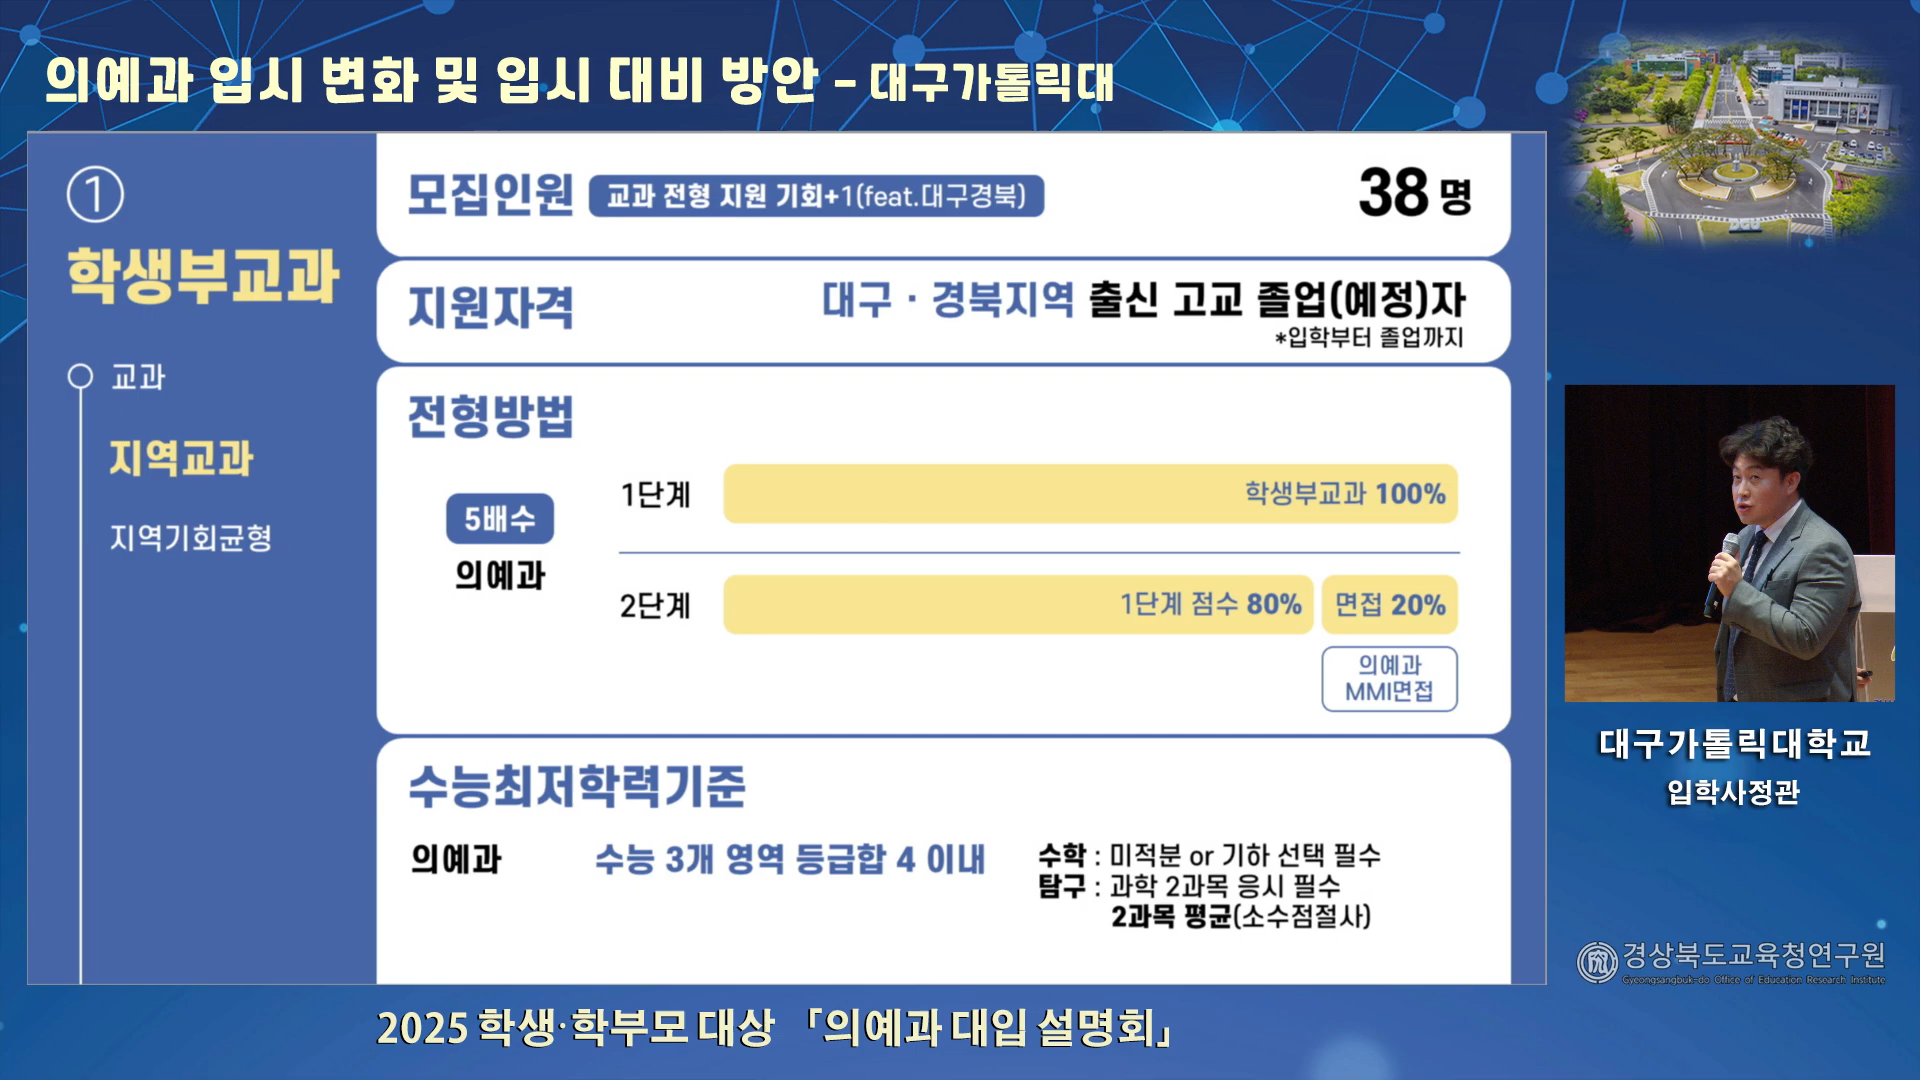 의예과 입시 변화 및 입시 대비 방안 - 대구가톨릭대
①
학생부교과
교과
지역교과
지역기회균형
모집인원 교과 전형 지원 기회+1(feat.대구경북) 38 명
지원자격 대구 · 경북지역 출신 고교 졸업(예정)자
*입학부터 졸업까지
전형방법
5배수
의예과
1단계 학생부교과 100%
2단계 1단계 점수 80% 면접 20%
의예과
MMI면접
수능최저학력기준
의예과 수능 3개 영역 등급합 4 이내
수학 : 미적분 or 기하 선택 필수
탐구 : 과학 2과목 응시 필수
2과목 평균(소수점절사)
대구가톨릭대학교
입학사정관
경상북도교육청연구원
Gyeongsangbuk-do Office of Education Research Institute
2025 학생·학부모 대상 「의예과 대입 설명회」